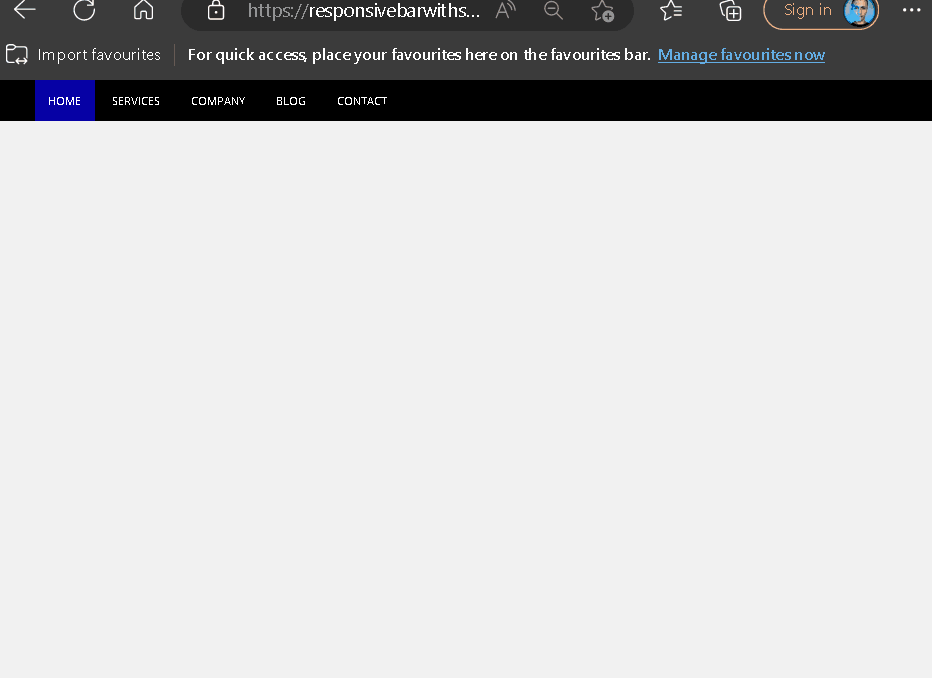 https://responsivebarwiths... A Sign in
Import favourites For quick access, place your favourites here on the favourites bar. Manage favourites now
HOME SERVICES COMPANY BLOG CONTACT